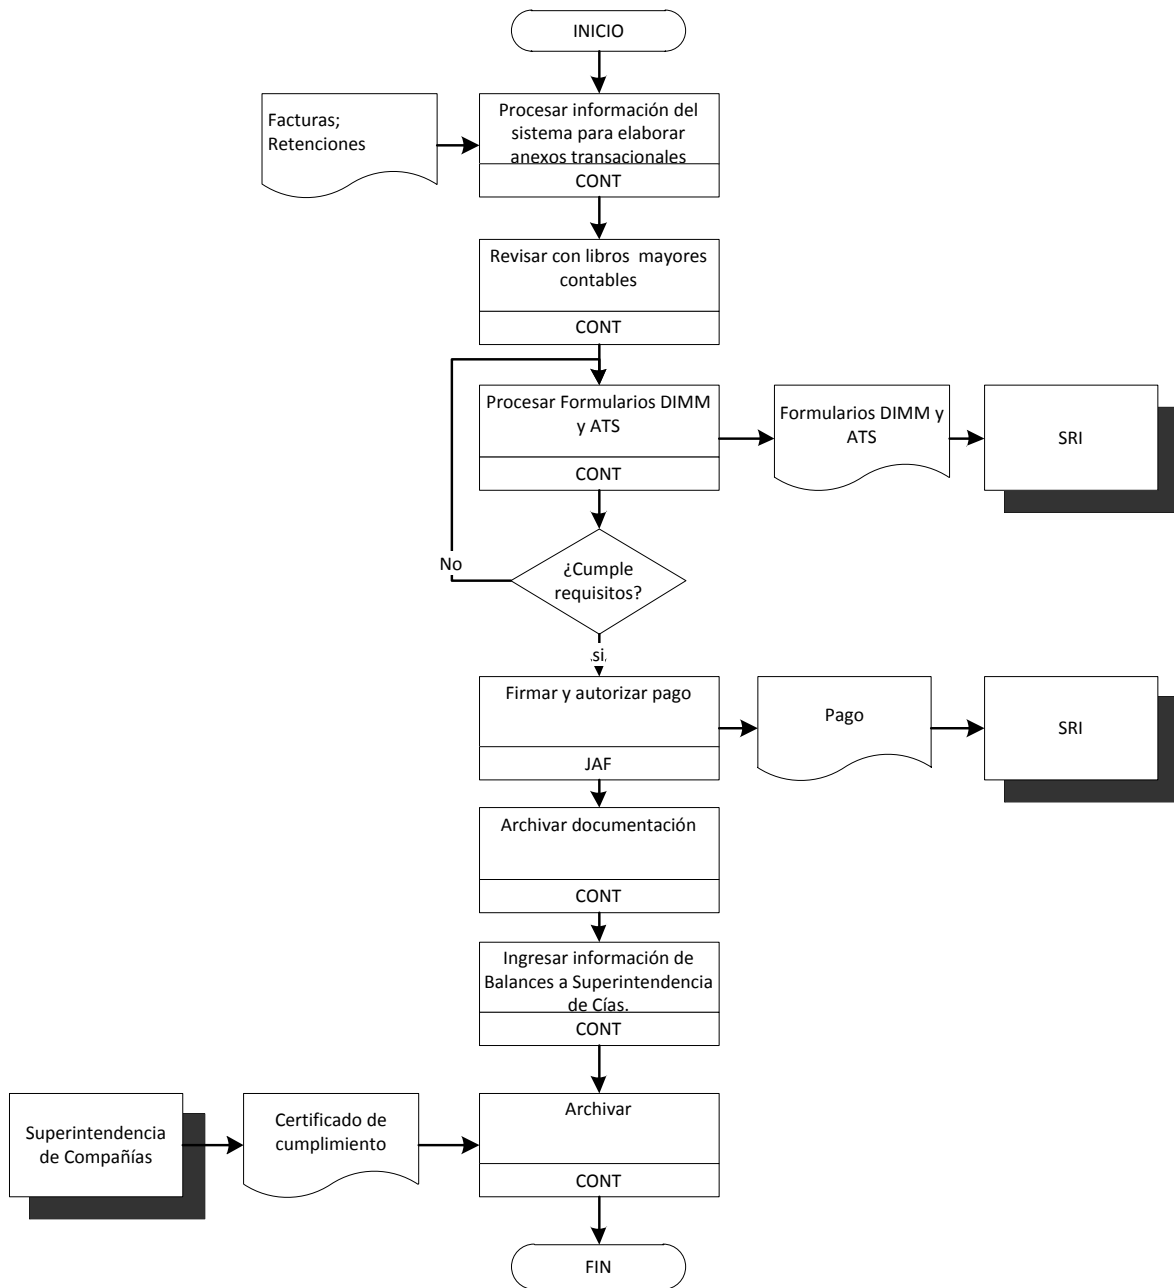 INICIO
Facturas;
Retenciones
Procesar información del
sistema para elaborar
anexos transacionales
CONT
Revisar con libros  mayores
contables
CONT
Procesar Formularios DIMM
y ATS
CONT
Formularios DIMM y
ATS
SRI
No
¿Cumple
requisitos?
si
Firmar y autorizar pago
JAF
Pago
SRI
Archivar documentación
CONT
Ingresar información de
Balances a Superintendencia
de Cías.
CONT
Superintendencia
de Compañías
Certificado de
cumplimiento
Archivar
CONT
FIN